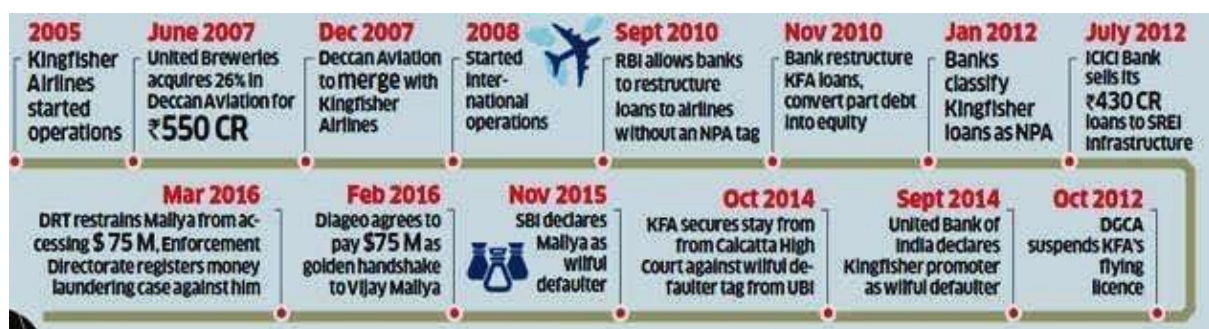 2005
Kingfisher
Airlines
started
operations
June 2007
United Breweries
acquires 26% in
Deccan Aviation for
₹550 CR
Dec 2007
Deccan Aviation
to merge with
Kingfisher
Airlines
2008
Started
inter-
national
operations
Sept 2010
RBI allows banks
to restructure
loans to airlines
without an NPA tag
Nov 2010
Bank restructure
KFA loans,
convert part debt
into equity
Jan 2012
Banks
classify
Kingfisher
loans as NPA
July 2012
ICICI Bank
sells its
₹430 CR
loans to SREI
Infrastructure
Oct 2012
DGCA
suspends KFA's
flying
licence
Sept 2014
United Bank of
India declares
Kingfisher promoter
as wilful defaulter
Oct 2014
KFA secures stay from
from Calcatta High
Court against wilful de-
faulter tag from UBI
Nov 2015
SBI declares
Mallya as
wilful
defaulter
Feb 2016
Diageo agrees to
pay $75 M as
golden handshake
to Vijay Mallya
Mar 2016
DRT restrains Mallya from ac-
cessing $ 75 M, Enforcement
Directorate registers money
laundering case against him